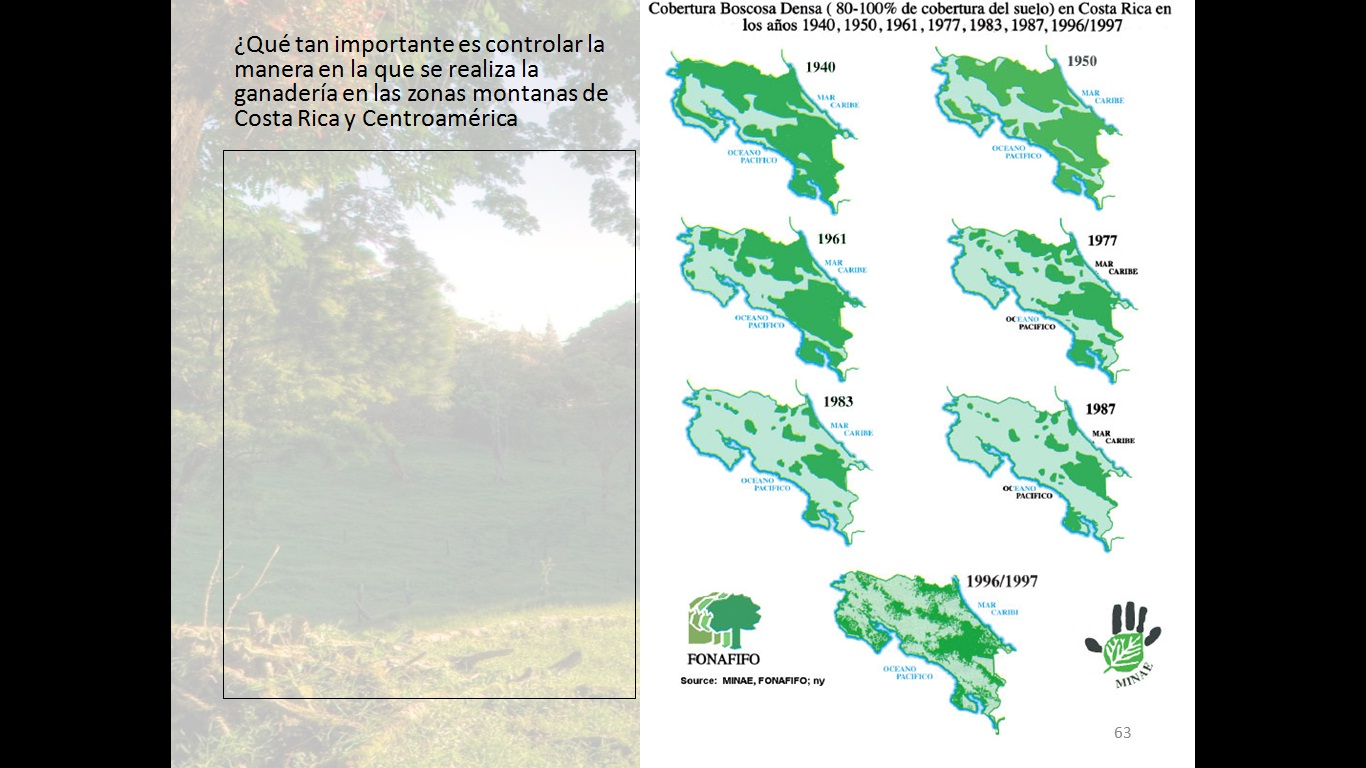 ¿Qué tan importante es controlar la
manera en la que se realiza la
ganadería en las zonas montanas de
Costa Rica y Centroamérica
Cobertura Boscosa Densa ( 80-100% de cobertura del suelo) en Costa Rica en
los años 1940, 1950, 1961, 1977, 1983, 1987, 1996/1997
1940
MAR
CARIBE
OCEANO
PACIFICO
1950
MAR
CARIBE
OCEANO
PACIFICO
1961
MAR
CARIBE
OCEANO
PACIFICO
1977
MAR
CARIBE
OCEANO
PACIFICO
1983
MAR
CARIBE
OCEANO
PACIFICO
1987
MAR
CARIBE
OCEANO
PACIFICO
1996/1997
MAR
CARIBI
OCEANO
PACIFICO
FONAFIFO
Source: MINAE, FONAFIFO; ny
MINAE
63